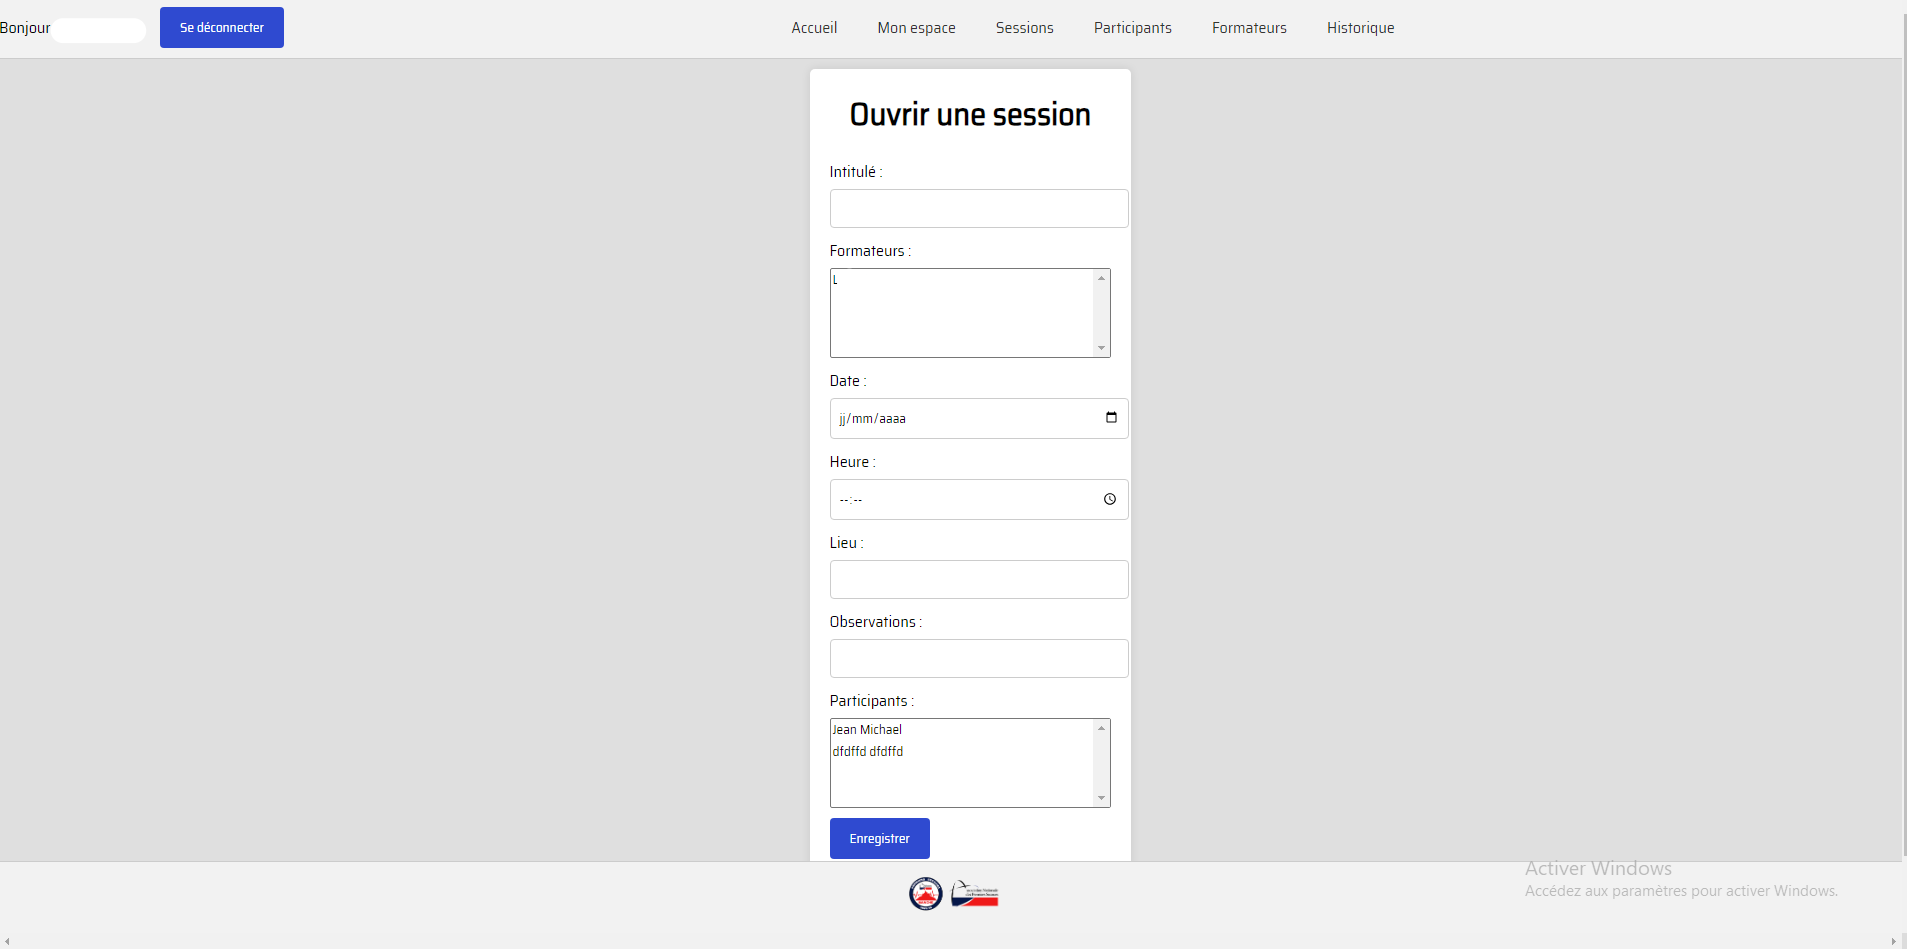 Bonjour
Se déconnecter
Accueil
Mon espace
Sessions
Participants
Formateurs
Historique
Ouvrir une session
Intitulé :
Formateurs :
L
Date :
jj/mm/aaaa
Heure :
--:--
Lieu :
Observations :
Participants :
Jean Michael
dfdffd dfdffd
Enregistrer
Activer Windows
Accédez aux paramètres pour activer Windows.